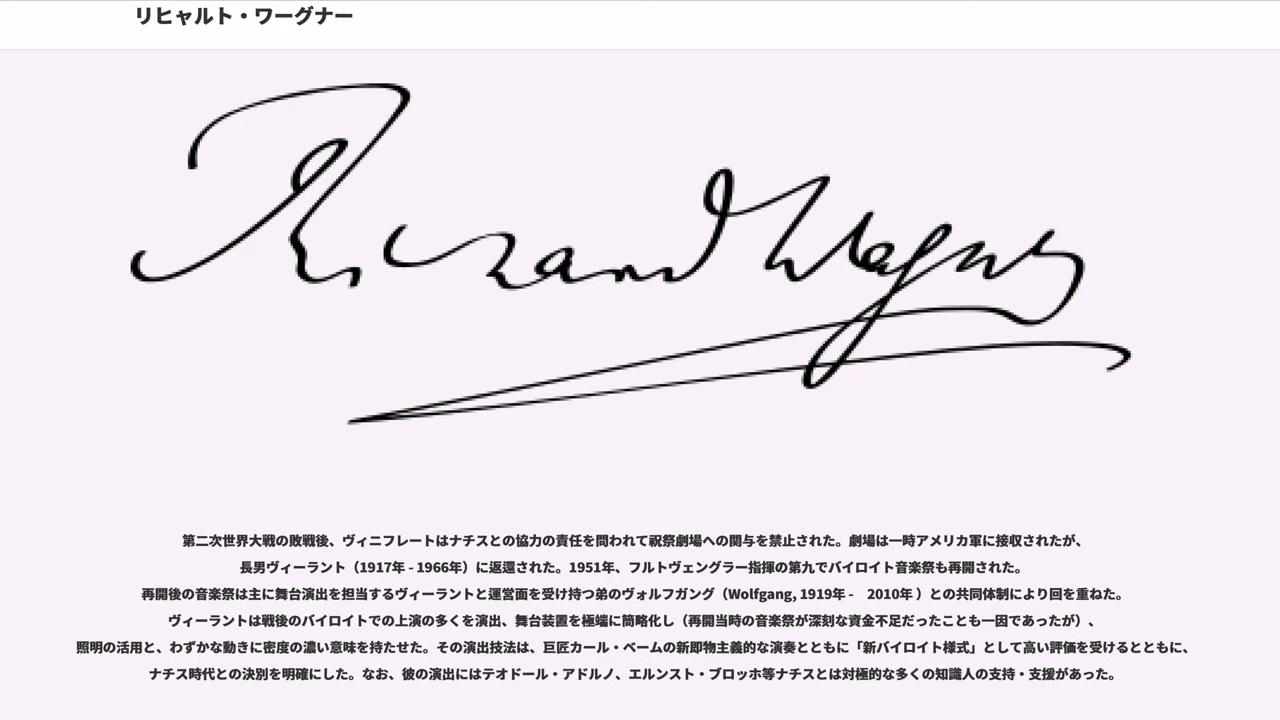 リヒャルト・ワーグナー
Richard Wagner
第二次世界大戦の敗戦後、ヴィニフレートはナチスとの協力の責任を問われて祝祭劇場への関与を禁止された。劇場は一時アメリカ軍に接収されたが、
長男ヴィーラント（1917年 - 1966年）に返還された。1951年、フルトヴェングラー指揮の第九でバイロイト音楽祭も再開された。
再開後の音楽祭は主に舞台演出を担当するヴィーラントと運営面を受け持つ弟のヴォルフガング（Wolfgang, 1919年 -　2010年 ）との共同体制により回を重ねた。
ヴィーラントは戦後のバイロイトでの上演の多くを演出、舞台装置を極端に簡略化し（再開当時の音楽祭が深刻な資金不足だったことも一因であったが）、
照明の活用と、わずかな動きに密度の濃い意味を持たせた。その演出技法は、巨匠カール・ベームの新即物主義的な演奏とともに「新バイロイト様式」として高い評価を受けるとともに、
ナチス時代との決別を明確にした。なお、彼の演出にはテオドール・アドルノ、エルンスト・ブロッホ等ナチスとは対極的な多くの知識人の支持・支援があった。